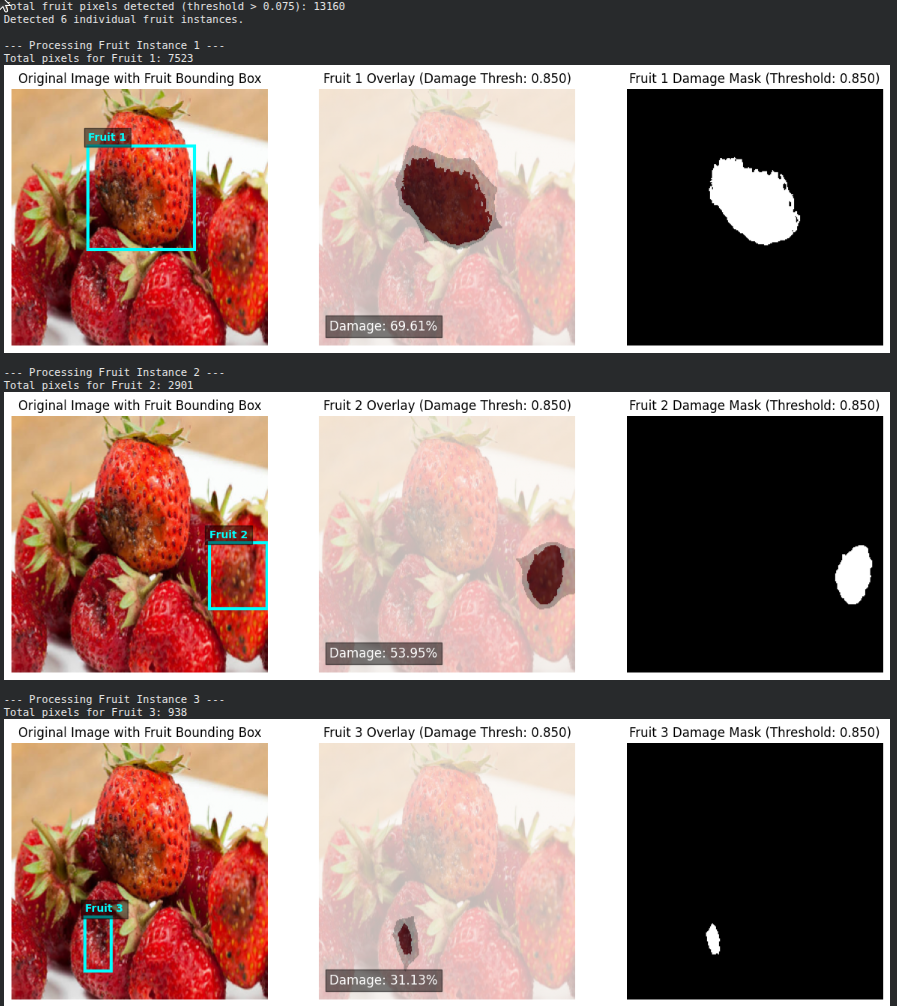 Total fruit pixels detected (threshold > 0.075): 13160
Detected 6 individual fruit instances.
--- Processing Fruit Instance 1 ---
Total pixels for Fruit 1: 7523
Original Image with Fruit Bounding Box
Fruit 1 Overlay (Damage Thresh: 0.850)
Fruit 1 Damage Mask (Threshold: 0.850)
Fruit 1
Damage: 69.61%
--- Processing Fruit Instance 2 ---
Total pixels for Fruit 2: 2901
Original Image with Fruit Bounding Box
Fruit 2 Overlay (Damage Thresh: 0.850)
Fruit 2 Damage Mask (Threshold: 0.850)
Fruit 2
Damage: 53.95%
--- Processing Fruit Instance 3 ---
Total pixels for Fruit 3: 938
Original Image with Fruit Bounding Box
Fruit 3 Overlay (Damage Thresh: 0.850)
Fruit 3 Damage Mask (Threshold: 0.850)
Fruit 3
Damage: 31.13%